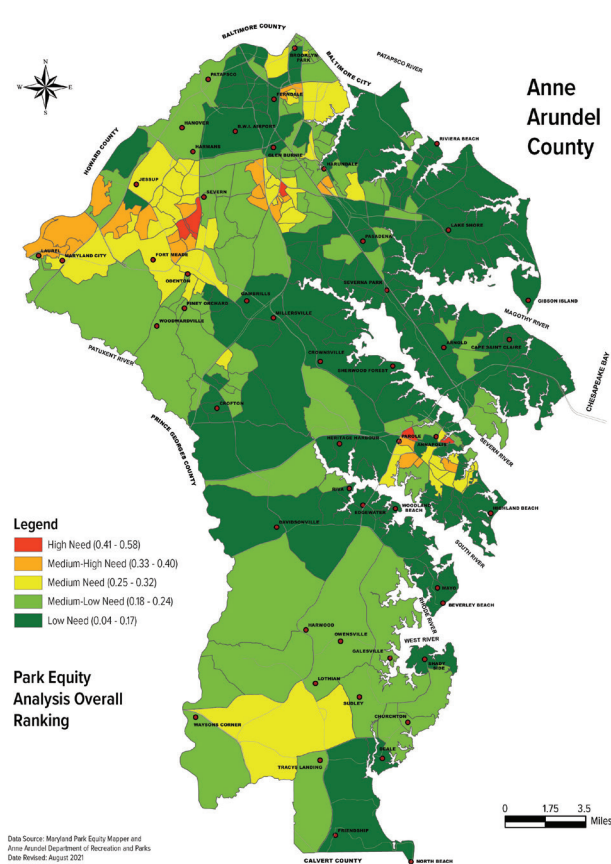 BALTIMORE COUNTY
BROOKLYN
PARK
BALTIMORE CITY
PATAPSCO RIVER
Anne
Arundel
County
N
W
E
S
PATAPSCO
FERNDALE
HANOVER
B.W.I. AIRPORT
HOWARD COUNTY
HARMANS
GLEN BURNIE
RIVIERA BEACH
JESSUP
SEVERN
LAKE SHORE
PASADENA
LAUREL
MARYLAND CITY
FORT MEADE
ODENTON
SEVERNA PARK
GIBSON ISLAND
PINEY ORCHARD
GAMBRILLS
MAGOTHY RIVER
WOODWARDVILLE
MILLERSVILLE
ARNOLD
CAPE SAINT CLAIRE
PATUXENT RIVER
CROWNSVILLE
SHERWOOD FOREST
CHESAPEAKE BAY
CROFTON
PRINCE GEORGES COUNTY
HERITAGE HARBOUR
PAROLE
ANNAPOLIS
SEVERN RIVER
RIVA
EDGEWATER
WOODLAND
BEACH
HIGHLAND BEACH
DAVIDSONVILLE
SOUTH RIVER
Legend
High Need (0.41 - 0.58)
Medium-High Need (0.33 - 0.40)
Medium Need (0.25 - 0.32)
Medium-Low Need (0.18 - 0.24)
Low Need (0.04 - 0.17)
MAYO
BEVERLEY BEACH
RHODE RIVER
HARWOOD
OWENSVILLE
WEST RIVER
GALESVILLE
SHADY
SIDE
Park Equity
Analysis Overall
Ranking
LOTHIAN
SUDLEY
WAYSONS CORNER
CHURCHTON
DEALE
TRACYS LANDING
0 1.75 3.5
Miles
FRIENDSHIP
Data Source: Maryland Park Equity Mapper and
Anne Arundel Department of Recreation and Parks
Date Revised: August 2021
CALVERT COUNTY
NORTH BEACH